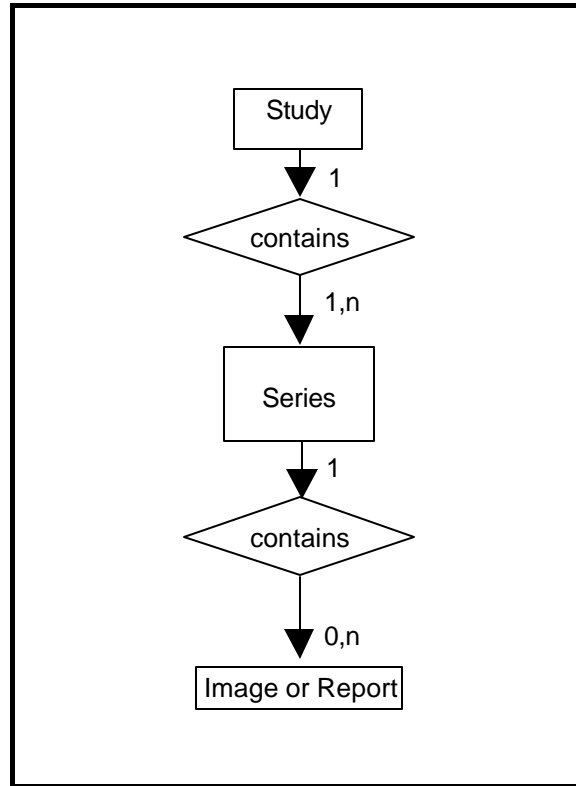 Study
1
contains
1,n
Series
1
contains
0,n
Image or Report